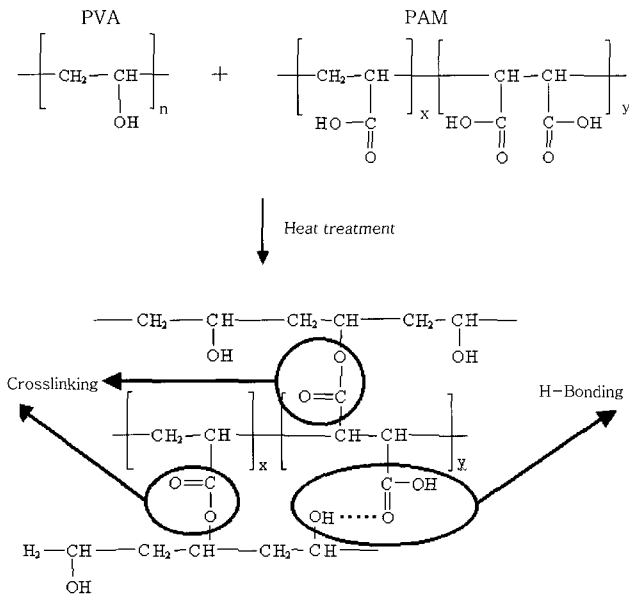 PVA PAM
CH₂ CH + CH₂ CH CH CH
n x y
OH HO C HO C C OH
O O O
Heat treatment
CH₂ CH CH₂ CH CH₂ CH
OH O OH
Crosslinking O=C H-Bonding
CH₂ CH CH CH
x y
O=C C OH
O OH ····· O
H₂ CH CH₂ CH CH₂ CH
OH